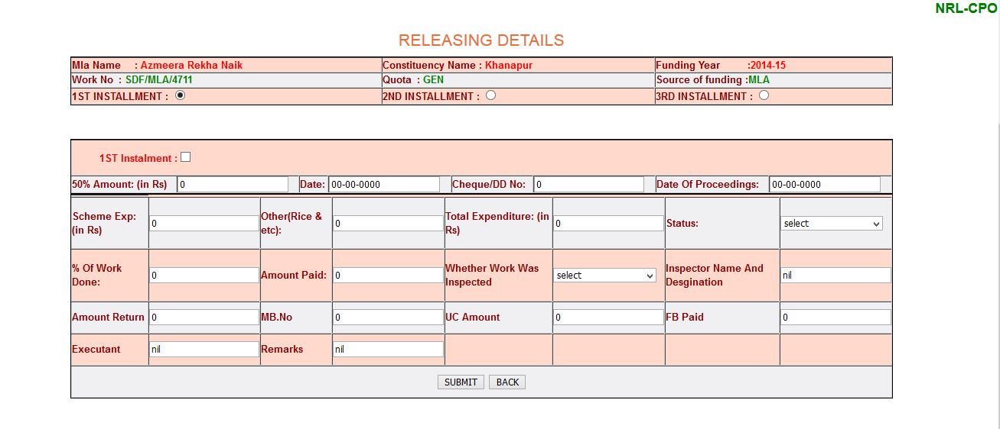 NRL-CPO
RELEASING DETAILS
Mla Name : Azmeera Rekha Naik Constituency Name : Khanapur Funding Year :2014-15
Work No : SDF/MLA/4711 Quota : GEN Source of funding :MLA
1ST INSTALLMENT : 2ND INSTALLMENT : 3RD INSTALLMENT :
1ST Instalment :
50% Amount: (in Rs) 0 Date: 00-00-0000 Cheque/DD No: 0 Date Of Proceedings: 00-00-0000
Scheme Exp: (in Rs) 0 Other(Rice & etc): 0 Total Expenditure: (in Rs) 0 Status: select
% Of Work Done: 0 Amount Paid: 0 Whether Work Was Inspected select Inspector Name And Desgination nil
Amount Return 0 MB.No 0 UC Amount 0 FB Paid 0
Executant nil Remarks nil
SUBMIT BACK